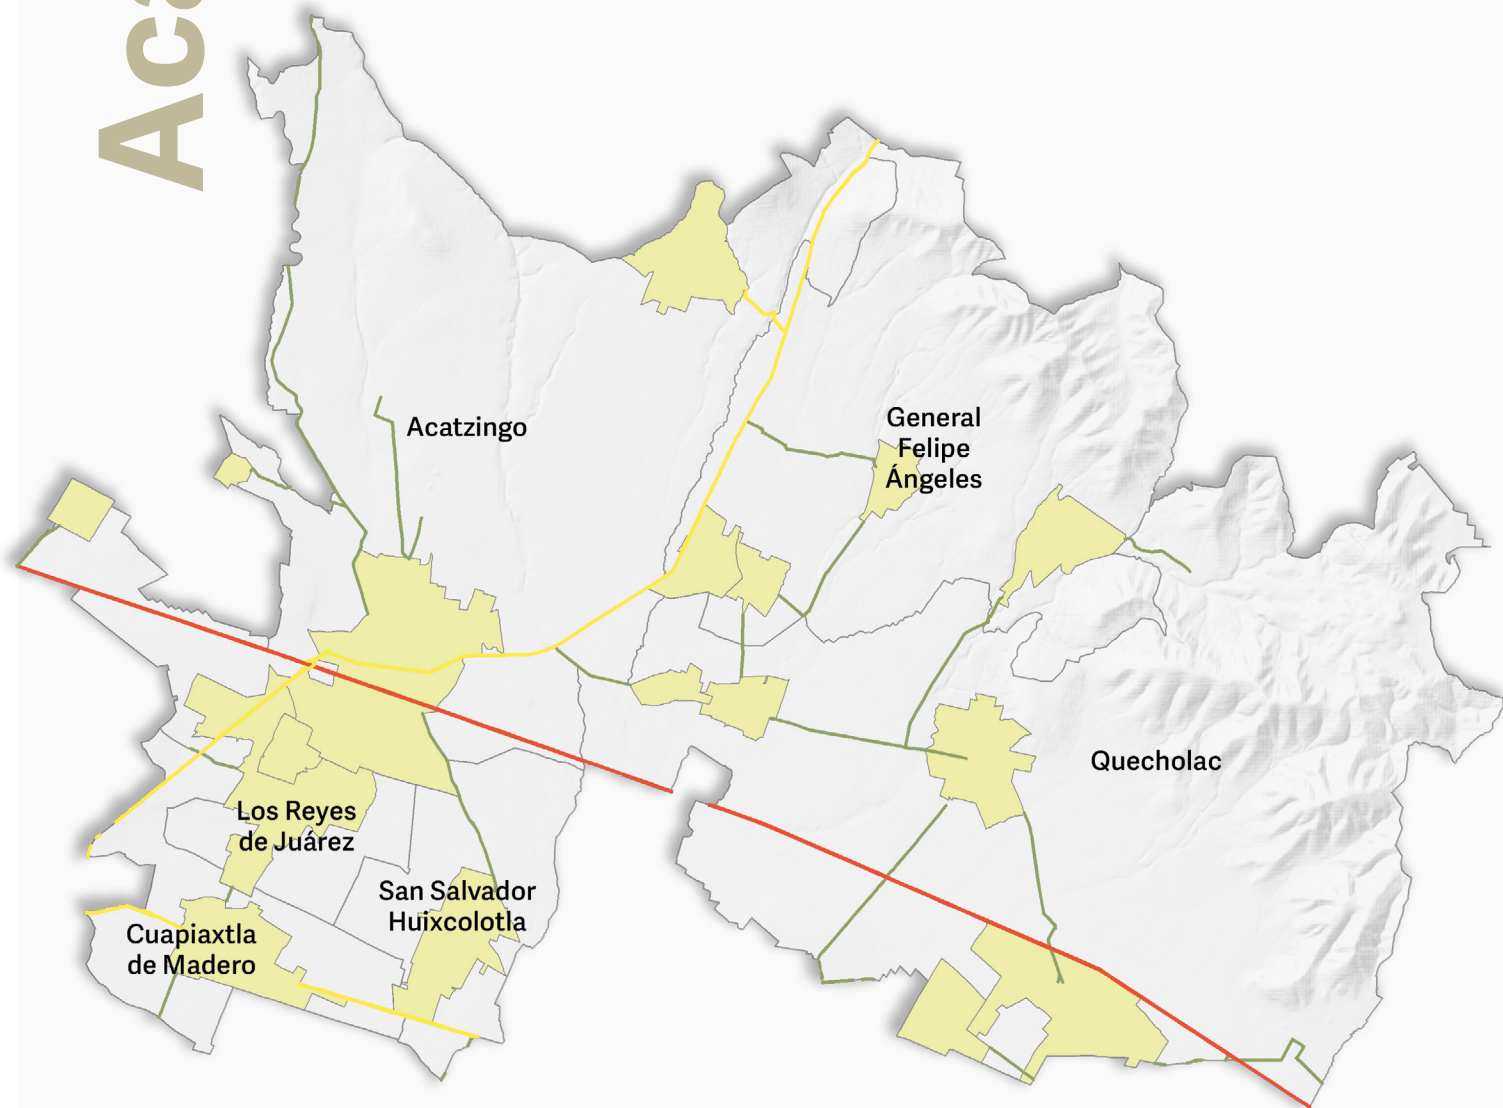 Acatzingo
General
Felipe
Ángeles
Quecholac
Los Reyes
de Juárez
San Salvador
Huixcolotla
Cuapiaxtla
de Madero